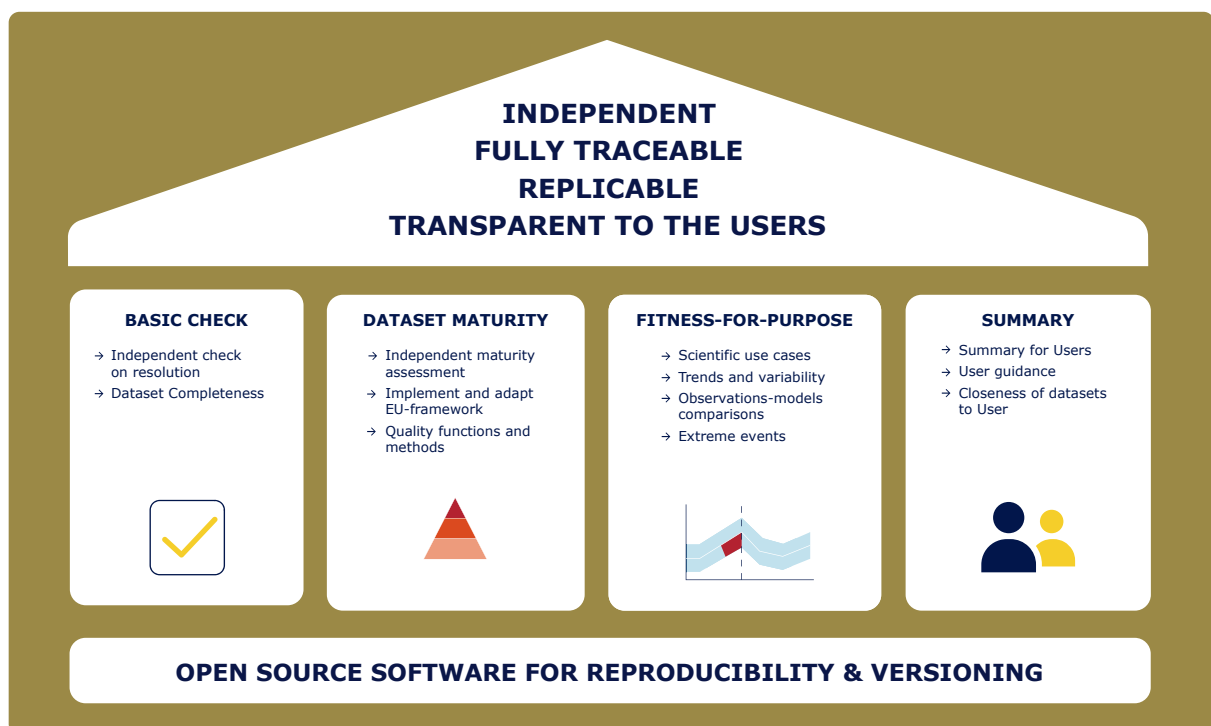 INDEPENDENT
FULLY TRACEABLE
REPLICABLE
TRANSPARENT TO THE USERS
BASIC CHECK
→ Independent check
on resolution
→ Dataset Completeness
DATASET MATURITY
→ Independent maturity
assessment
→ Implement and adapt
EU-framework
→ Quality functions and
methods
FITNESS-FOR-PURPOSE
→ Scientific use cases
→ Trends and variability
→ Observations-models
comparisons
→ Extreme events
SUMMARY
→ Summary for Users
→ User guidance
→ Closeness of datasets
to User
OPEN SOURCE SOFTWARE FOR REPRODUCIBILITY & VERSIONING